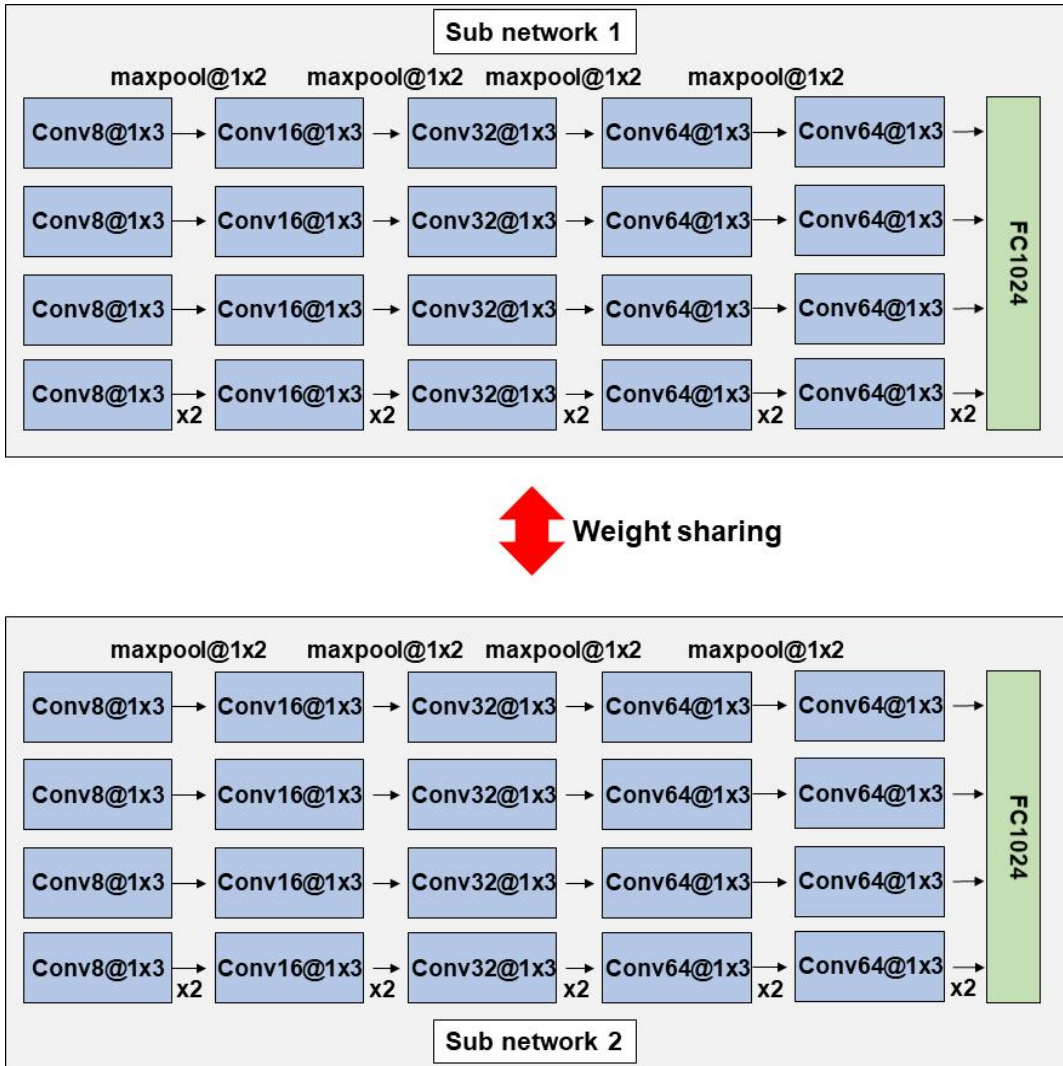 Sub network 1
maxpool@1x2 maxpool@1x2 maxpool@1x2 maxpool@1x2
Conv8@1x3 Conv16@1x3 Conv32@1x3 Conv64@1x3 Conv64@1x3
Conv8@1x3 Conv16@1x3 Conv32@1x3 Conv64@1x3 Conv64@1x3
FC1024
Conv8@1x3 Conv16@1x3 Conv32@1x3 Conv64@1x3 Conv64@1x3
Conv8@1x3 Conv16@1x3 Conv32@1x3 Conv64@1x3 Conv64@1x3
x2 x2 x2 x2 x2
Weight sharing
maxpool@1x2 maxpool@1x2 maxpool@1x2 maxpool@1x2
Conv8@1x3 Conv16@1x3 Conv32@1x3 Conv64@1x3 Conv64@1x3
Conv8@1x3 Conv16@1x3 Conv32@1x3 Conv64@1x3 Conv64@1x3
FC1024
Conv8@1x3 Conv16@1x3 Conv32@1x3 Conv64@1x3 Conv64@1x3
Conv8@1x3 Conv16@1x3 Conv32@1x3 Conv64@1x3 Conv64@1x3
x2 x2 x2 x2 x2
Sub network 2